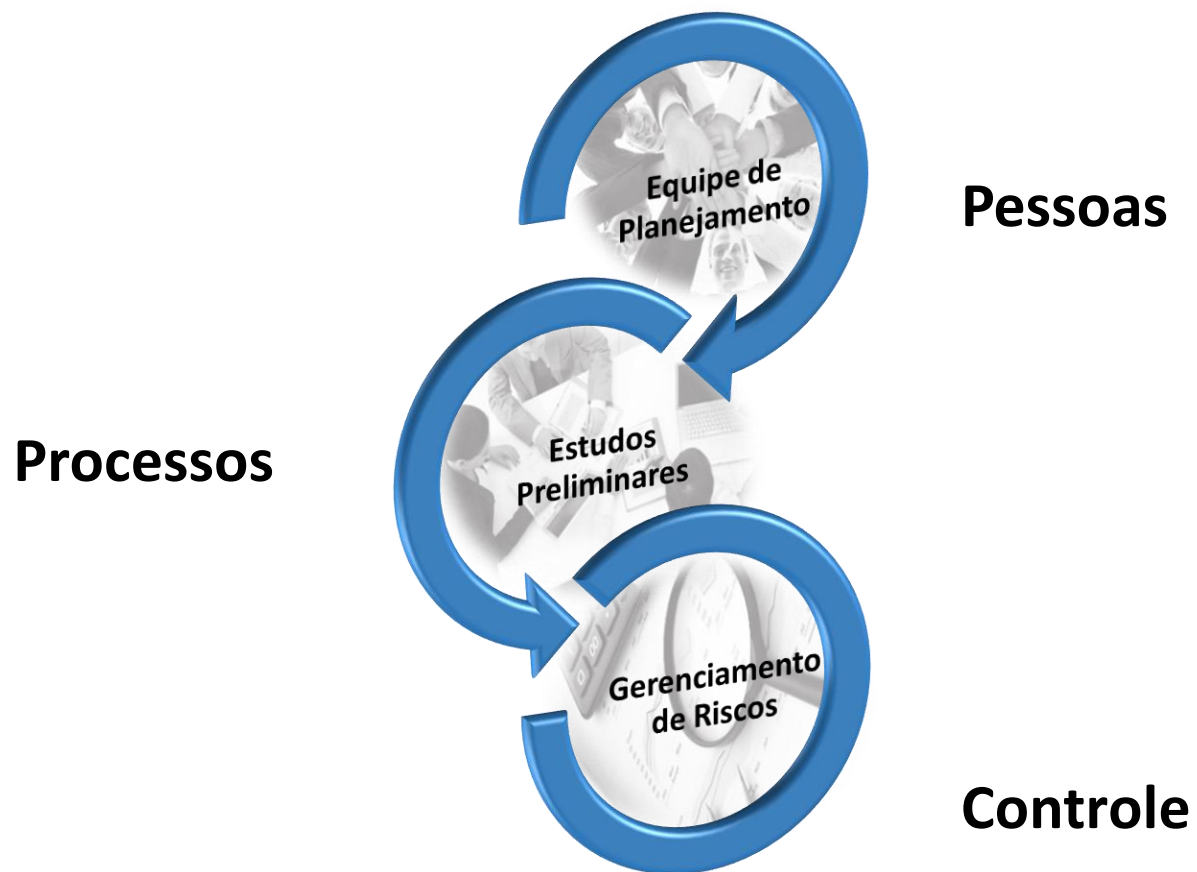 Equipe de
Planejamento
Pessoas
Processos
Estudos
Preliminares
Gerenciamento
de Riscos
Controle